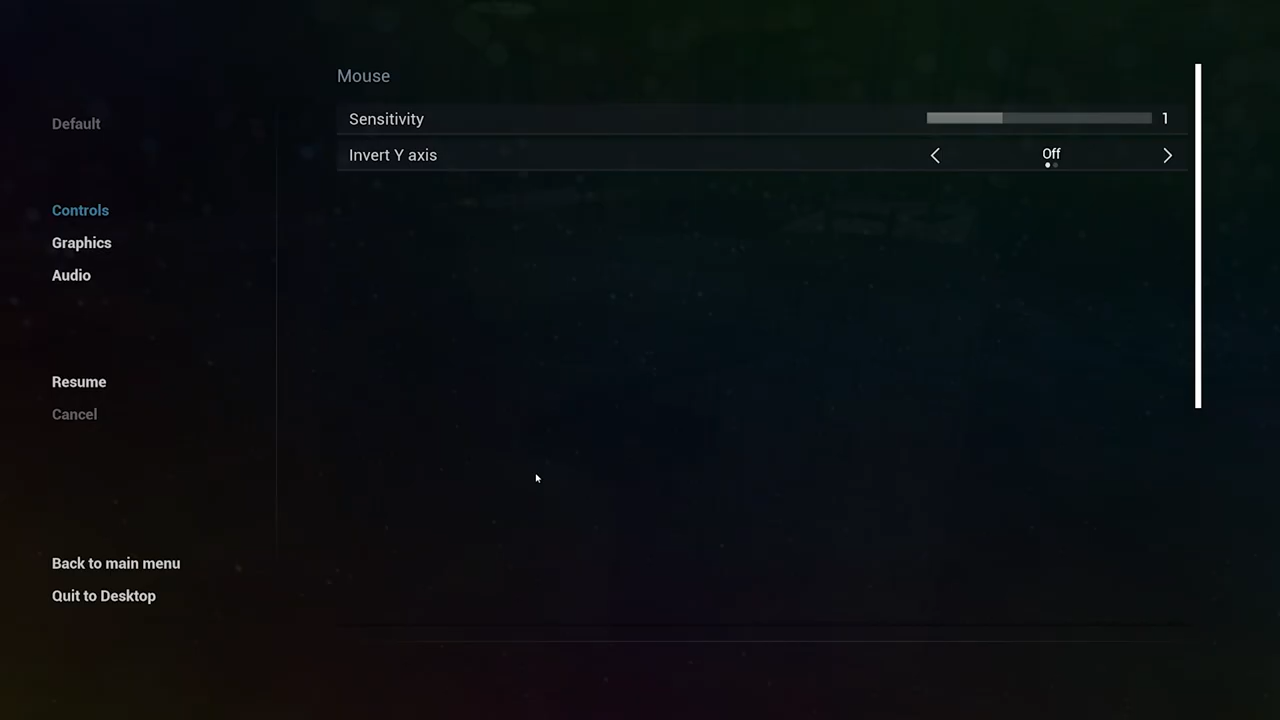 Mouse
Default
Sensitivity 1
Invert Y axis Off
Controls
Graphics
Audio
Resume
Cancel
Back to main menu
Quit to Desktop